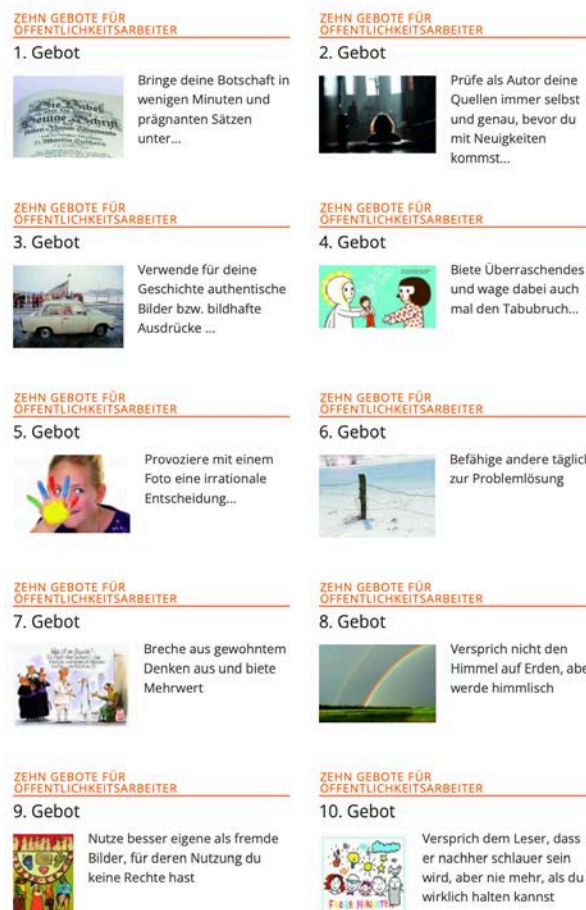 ZEHN GEBOTE FÜR
ÖFFENTLICHKEITSARBEITER
1. Gebot
Bringe deine Botschaft in
wenigen Minuten und
prägnanten Sätzen
unter...
ZEHN GEBOTE FÜR
ÖFFENTLICHKEITSARBEITER
2. Gebot
Prüfe als Autor deine
Quellen immer selbst
und genau, bevor du
mit Neuigkeiten
kommst...
ZEHN GEBOTE FÜR
ÖFFENTLICHKEITSARBEITER
3. Gebot
Verwende für deine
Geschichte authentische
Bilder bzw. bildhafte
Ausdrücke ...
ZEHN GEBOTE FÜR
ÖFFENTLICHKEITSARBEITER
4. Gebot
Biete Überraschendes
und wage dabei auch
mal den Tabubruch...
ZEHN GEBOTE FÜR
ÖFFENTLICHKEITSARBEITER
5. Gebot
Provoziere mit einem
Foto eine irrationale
Entscheidung...
ZEHN GEBOTE FÜR
ÖFFENTLICHKEITSARBEITER
6. Gebot
Befähige andere täglich
zur Problemlösung
ZEHN GEBOTE FÜR
ÖFFENTLICHKEITSARBEITER
7. Gebot
Breche aus gewohntem
Denken aus und biete
Mehrwert
ZEHN GEBOTE FÜR
ÖFFENTLICHKEITSARBEITER
8. Gebot
Versprich nicht den
Himmel auf Erden, abe
werde himmlisch
ZEHN GEBOTE FÜR
ÖFFENTLICHKEITSARBEITER
9. Gebot
Nutze besser eigene als fremde
Bilder, für deren Nutzung du
keine Rechte hast
ZEHN GEBOTE FÜR
ÖFFENTLICHKEITSARBEITER
10. Gebot
Versprich dem Leser, dass
er nachher schlauer sein
wird, aber nie mehr, als du
wirklich halten kannst